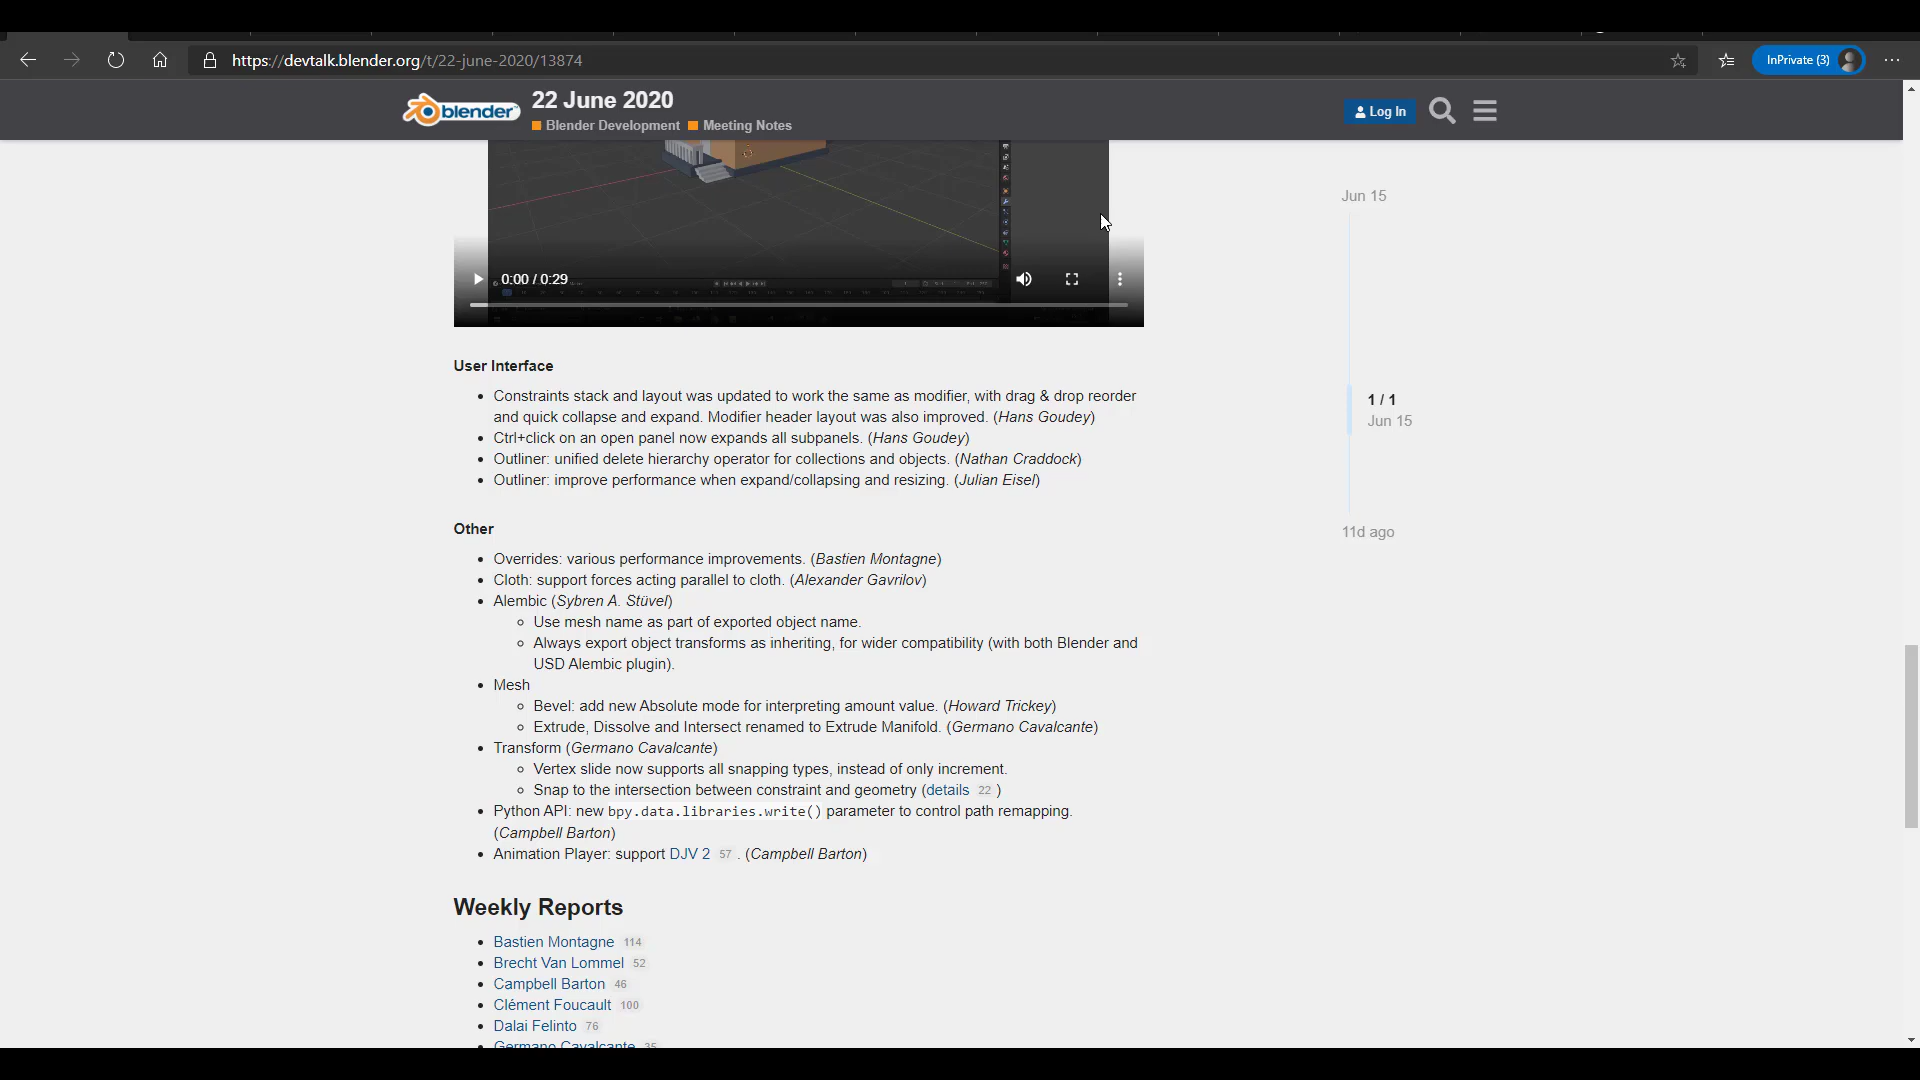 https://devtalk.blender.org/t/22-june-2020/13874
InPrivate (3)
blender
22 June 2020
Blender Development Meeting Notes
Log In
Jun 15
0:00 / 0:29
User Interface
• Constraints stack and layout was updated to work the same as modifier, with drag & drop reorder
and quick collapse and expand. Modifier header layout was also improved. (Hans Goudey)
• Ctrl+click on an open panel now expands all subpanels. (Hans Goudey)
• Outliner: unified delete hierarchy operator for collections and objects. (Nathan Craddock)
• Outliner: improve performance when expand/collapsing and resizing. (Julian Eisel)
1 / 1
Jun 15
11d ago
Other
• Overrides: various performance improvements. (Bastien Montagne)
• Cloth: support forces acting parallel to cloth. (Alexander Gavrilov)
• Alembic (Sybren A. Stüvel)
◦ Use mesh name as part of exported object name.
◦ Always export object transforms as inheriting, for wider compatibility (with both Blender and
USD Alembic plugin).
• Mesh
◦ Bevel: add new Absolute mode for interpreting amount value. (Howard Trickey)
◦ Extrude, Dissolve and Intersect renamed to Extrude Manifold. (Germano Cavalcante)
• Transform (Germano Cavalcante)
◦ Vertex slide now supports all snapping types, instead of only increment.
◦ Snap to the intersection between constraint and geometry (details 22 )
• Python API: new bpy.data.libraries.write() parameter to control path remapping.
(Campbell Barton)
• Animation Player: support DJV 2 57 . (Campbell Barton)
Weekly Reports
• Bastien Montagne 114
• Brecht Van Lommel 52
• Campbell Barton 46
• Clément Foucault 100
• Dalai Felinto 76
• Germano Cavalcante 35